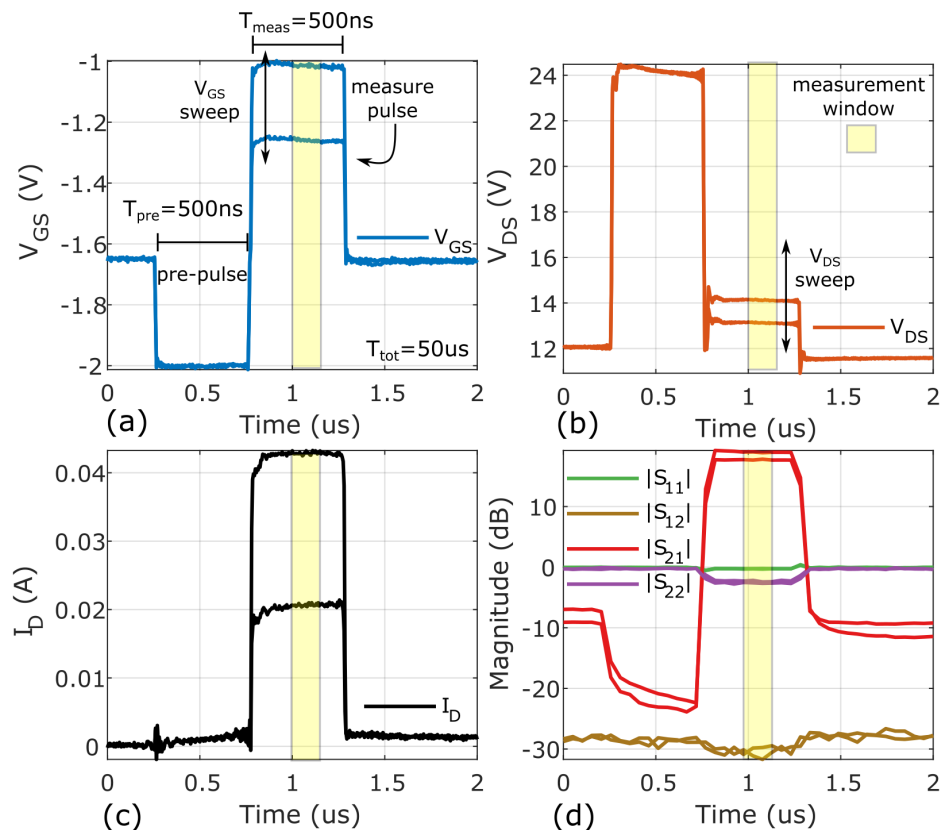 T_meas=500ns
-1
-1.2
-1.4
-1.6
-1.8
-2
V_GS (V)
V_GS
sweep
measure
pulse
T_pre=500ns
pre-pulse
V_GS
T_tot=50us
0
0.5
1
1.5
2
(a)
Time (us)
24
22
20
18
16
14
12
V_DS (V)
measurement
window
V_DS
sweep
V_DS
0
0.5
1
1.5
2
(b)
Time (us)
0.04
0.03
0.02
0.01
0
I_D (A)
I_D
0
0.5
1
1.5
2
(c)
Time (us)
10
0
-10
-20
-30
Magnitude (dB)
|S_11|
|S_12|
|S_21|
|S_22|
0
0.5
1
1.5
2
(d)
Time (us)